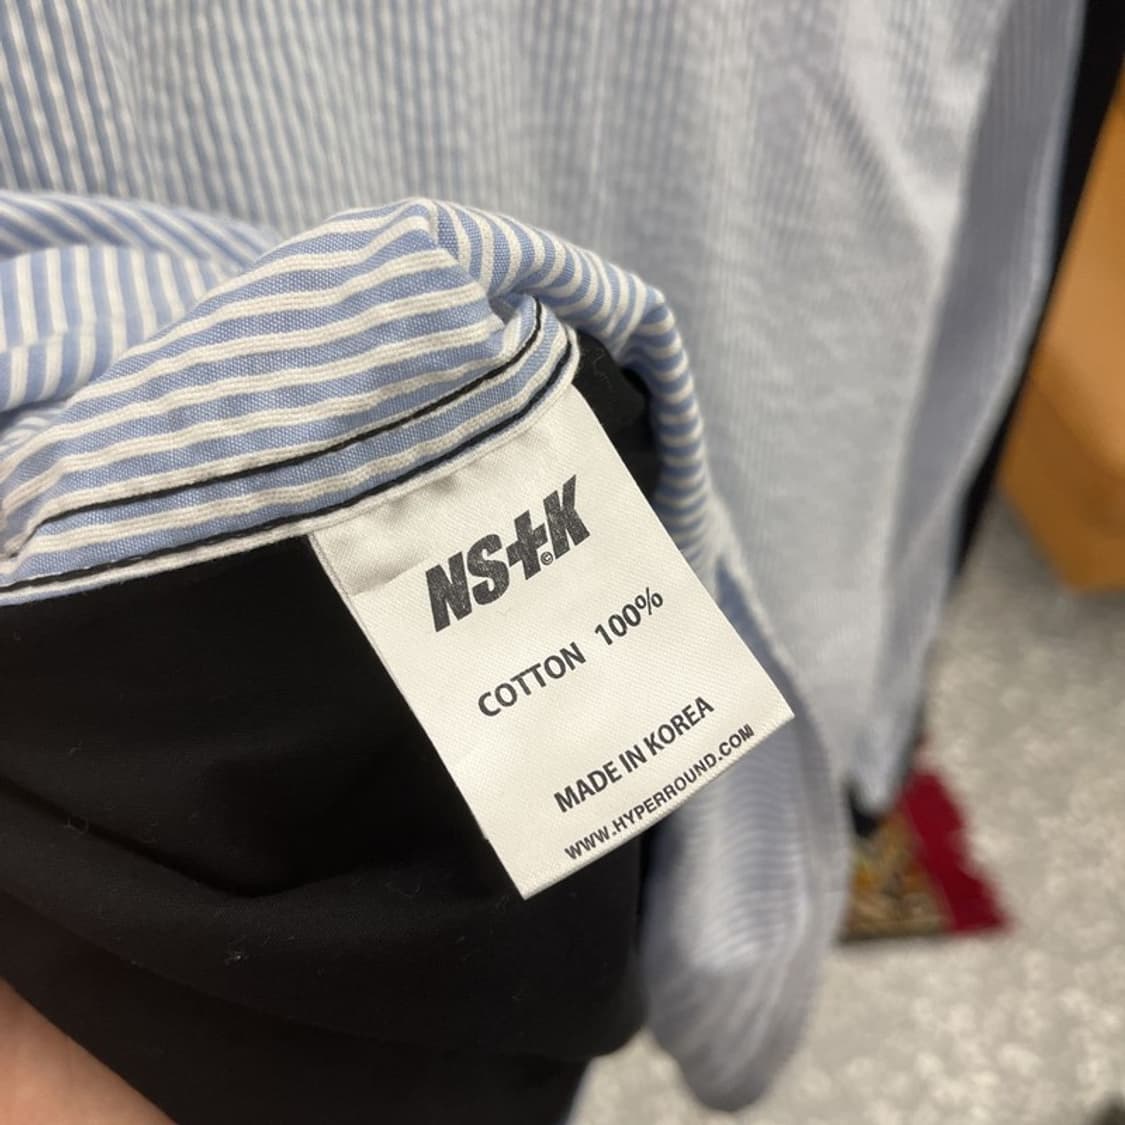 NS+.K
COTTON 100%
MADE IN KOREA
WWW.HYPERROUND.COM